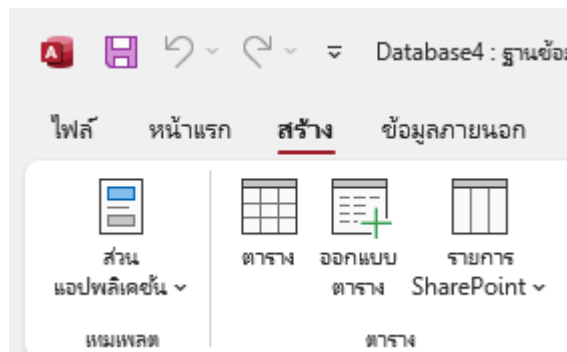 Database4 : ฐานข้อ
ไฟล์ หน้าแรก สร้าง ข้อมูลภายนอก
ส่วน
แอปพลิเคชัน
ตาราง
ออกแบบ
ตาราง
รายการ
SharePoint
เทมเพลต
ตาราง